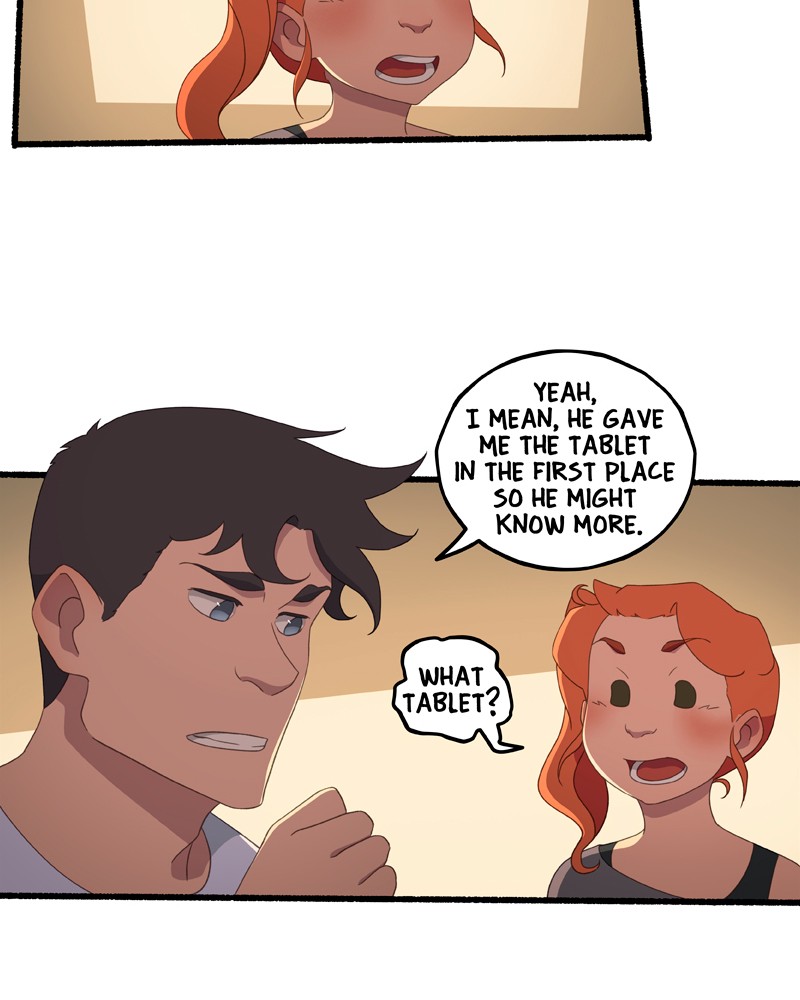 YEAH,
I MEAN, HE GAVE
ME THE TABLET
IN THE FIRST PLACE
SO HE MIGHT
KNOW MORE.
WHAT
TABLET?